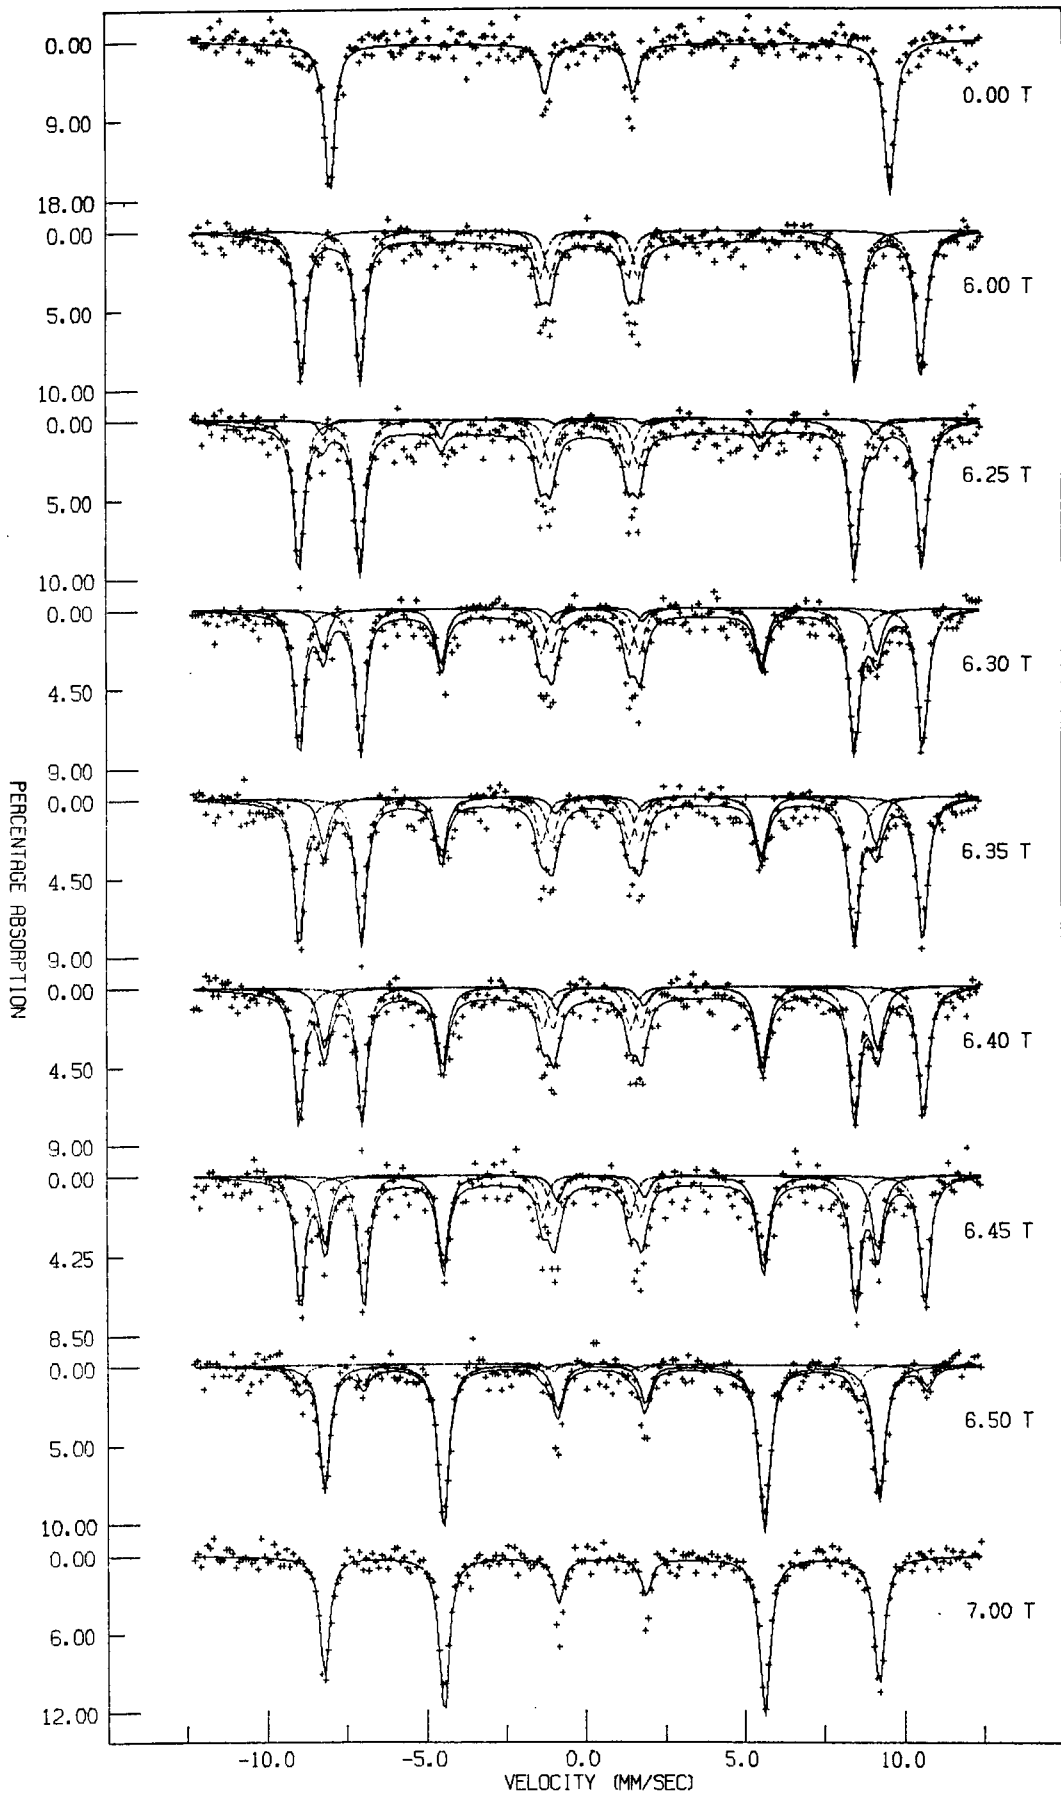 0.00
9.00
18.00
0.00 T
0.00
5.00
10.00
6.00 T
0.00
5.00
10.00
6.25 T
0.00
4.50
9.00
6.30 T
0.00
4.50
9.00
6.35 T
0.00
4.50
9.00
6.40 T
0.00
4.25
8.50
6.45 T
0.00
5.00
10.00
6.50 T
0.00
6.00
12.00
7.00 T
PERCENTAGE ABSORPTION
-10.0 -5.0 0.0 5.0 10.0
VELOCITY (MM/SEC)